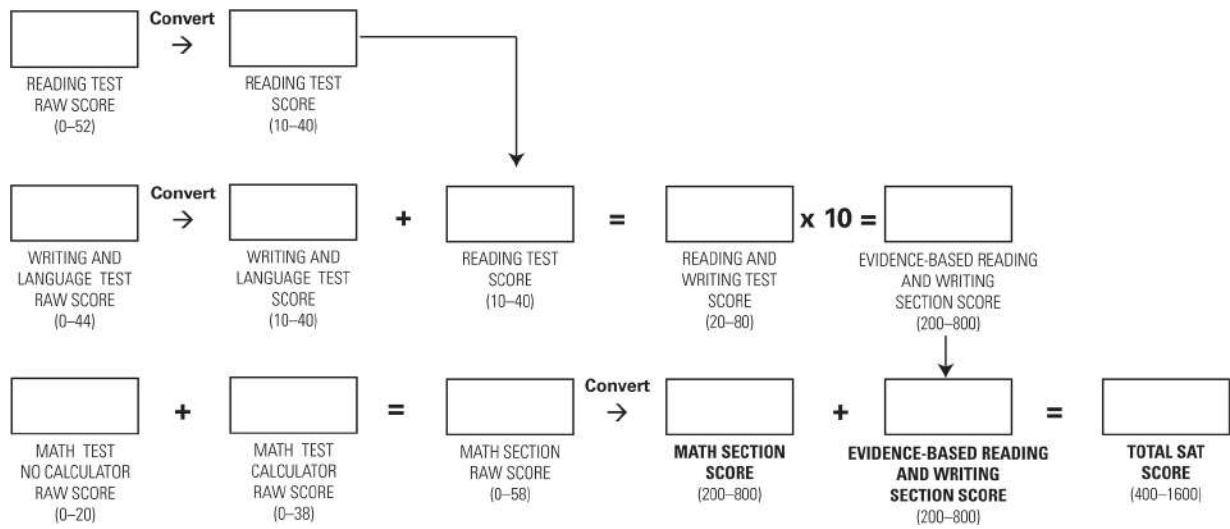 Convert
→
READING TEST
RAW SCORE
(0–52)
READING TEST
SCORE
(10–40)
Convert
→
+
=
x 10 =
WRITING AND
LANGUAGE TEST
RAW SCORE
(0–44)
WRITING AND
LANGUAGE TEST
SCORE
(10–40)
READING TEST
SCORE
(10–40)
READING AND
WRITING TEST
SCORE
(20–80)
EVIDENCE-BASED READING
AND WRITING
SECTION SCORE
(200–800)
+
=
Convert
→
+
=
MATH TEST
NO CALCULATOR
RAW SCORE
(0–20)
MATH TEST
CALCULATOR
RAW SCORE
(0–38)
MATH SECTION
RAW SCORE
(0–58)
MATH SECTION
SCORE
(200–800)
EVIDENCE-BASED READING
AND WRITING
SECTION SCORE
(200–800)
TOTAL SAT
SCORE
(400–1600)